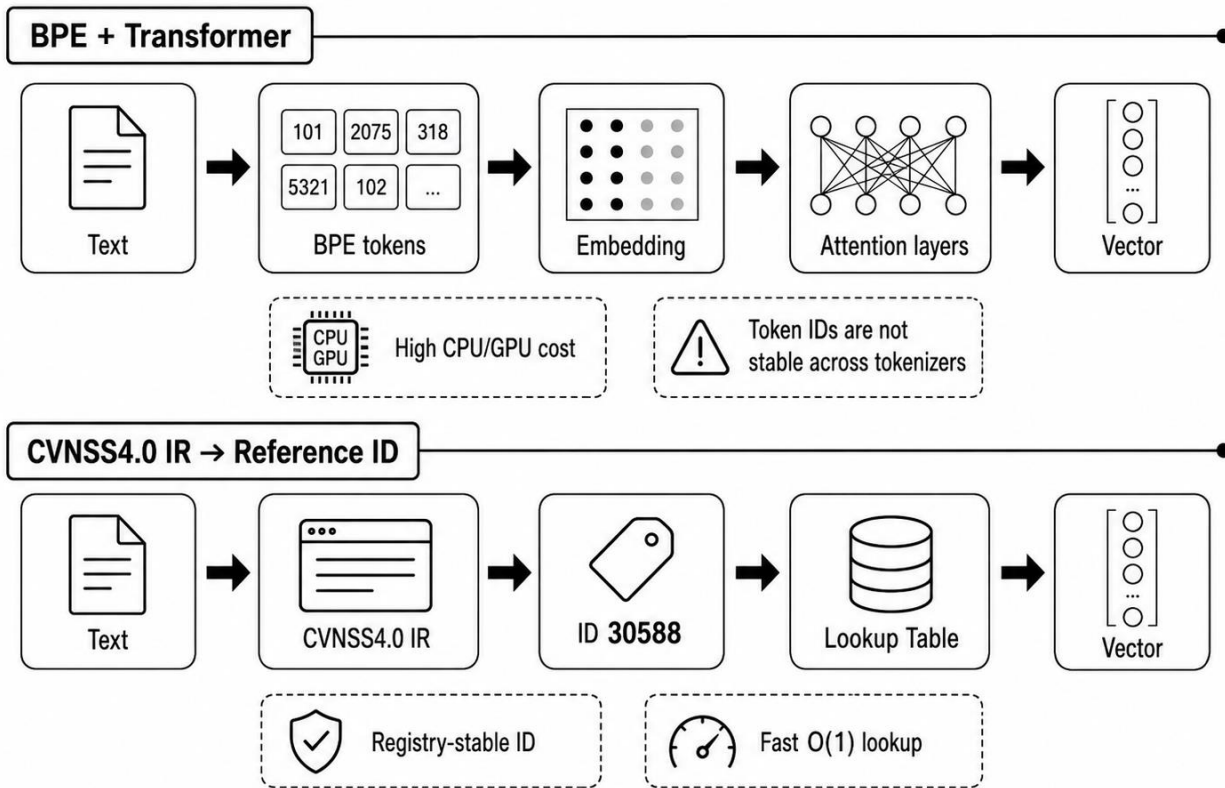 BPE + Transformer
Text
101 2075 318
5321 102 ...
BPE tokens
Embedding
Attention layers
...
Vector
CPU
GPU
High CPU/GPU cost
Token IDs are not
stable across tokenizers
CVNSS4.0 IR → Reference ID
Text
CVNSS4.0 IR
ID 30588
Lookup Table
...
Vector
Registry-stable ID
Fast O(1) lookup